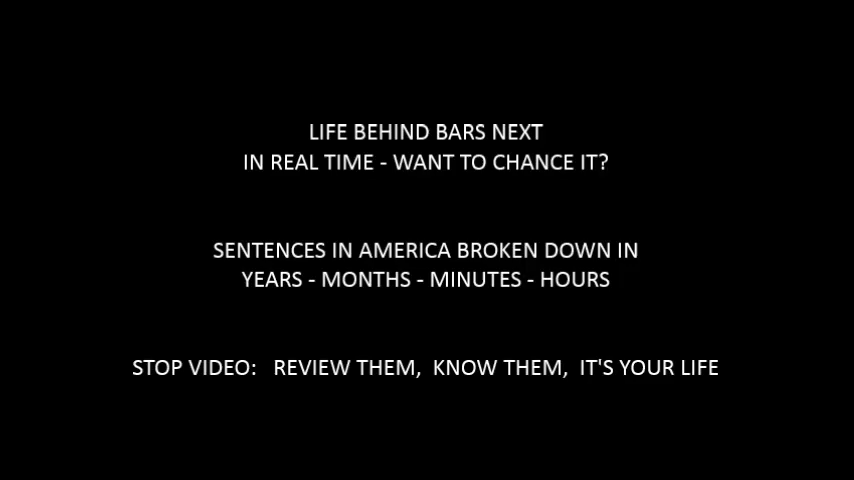 LIFE BEHIND BARS NEXT
IN REAL TIME - WANT TO CHANCE IT?
SENTENCES IN AMERICA BROKEN DOWN IN
YEARS - MONTHS - MINUTES - HOURS
STOP VIDEO:   REVIEW THEM,  KNOW THEM,  IT'S YOUR LIFE